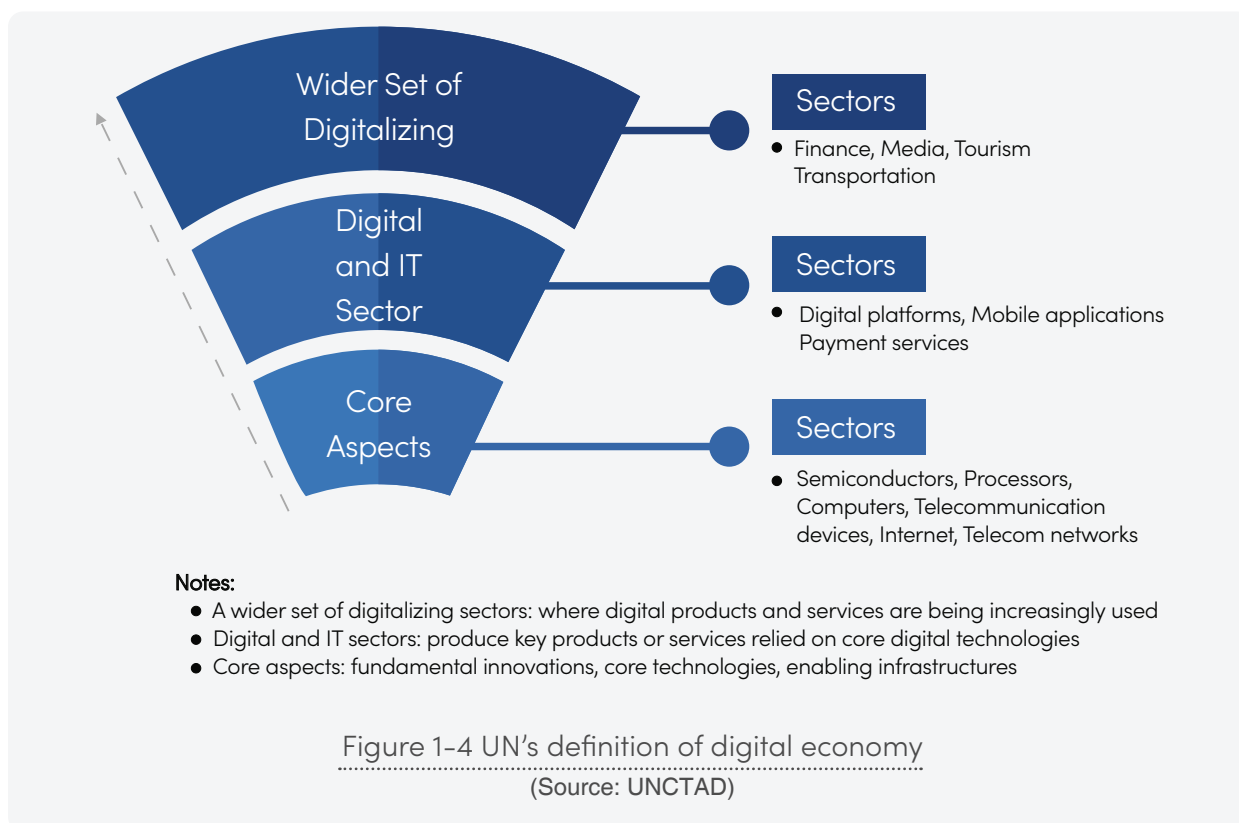 Wider Set of
Digitalizing
Sectors
● Finance, Media, Tourism
Transportation
Digital
and IT
Sector
Sectors
● Digital platforms, Mobile applications
Payment services
Core
Aspects
Sectors
● Semiconductors, Processors,
Computers, Telecommunication
devices, Internet, Telecom networks
Notes:
● A wider set of digitalizing sectors: where digital products and services are being increasingly used
● Digital and IT sectors: produce key products or services relied on core digital technologies
● Core aspects: fundamental innovations, core technologies, enabling infrastructures
Figure 1-4 UN’s definition of digital economy
(Source: UNCTAD)